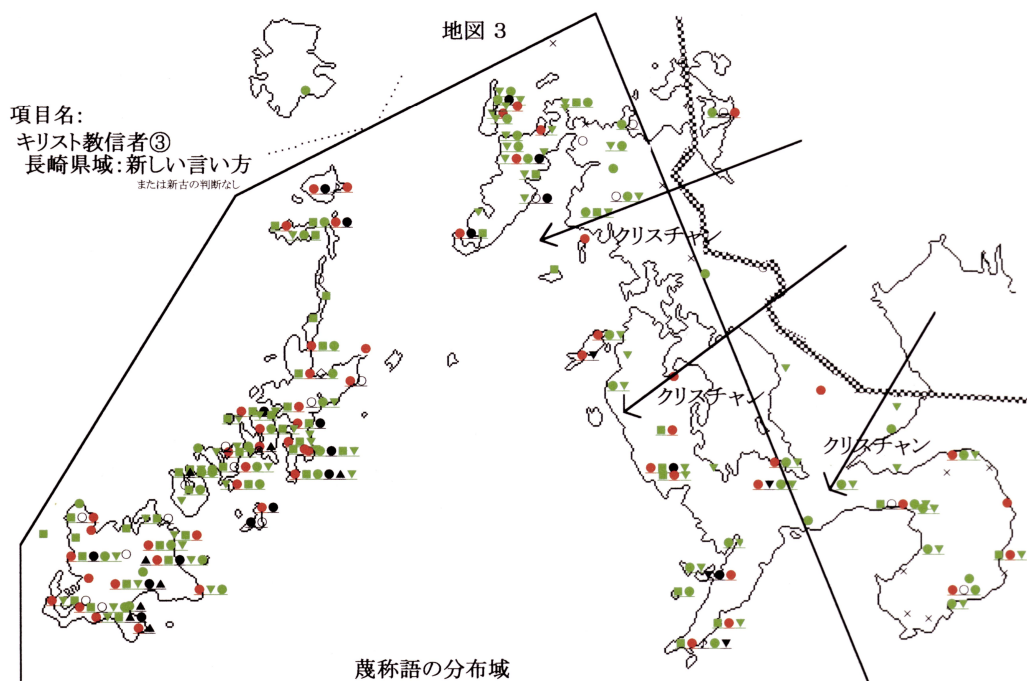 地図 3
項目名:
キリスト教信者③
長崎県域:新しい言い方
または新古の判断なし
リクリスチャン
クリスチャン
クリスチャン
蔑称語の分布域